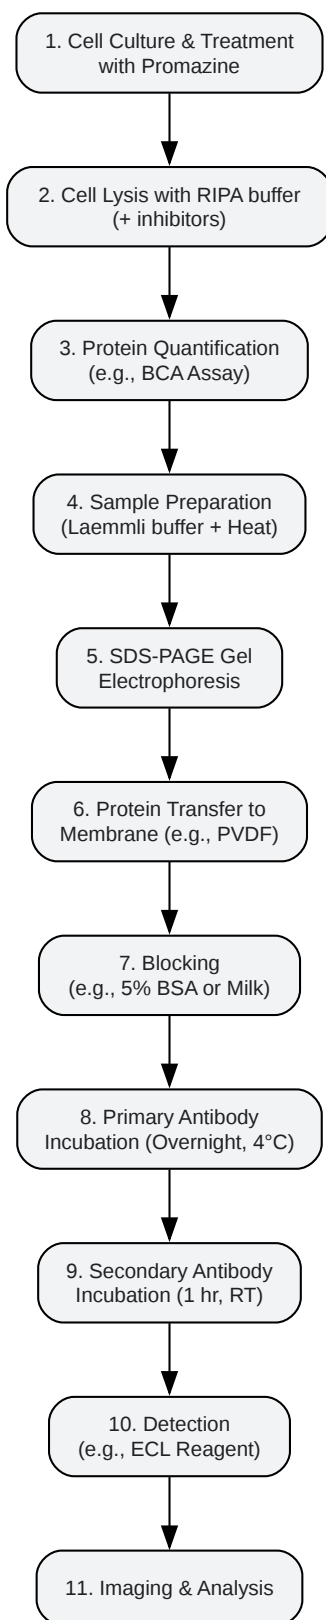 1. Cell Culture & Treatment
with Promazine
2. Cell Lysis with RIPA buffer
(+ inhibitors)
3. Protein Quantification
(e.g., BCA Assay)
4. Sample Preparation
(Laemmli buffer + Heat)
5. SDS-PAGE Gel
Electrophoresis
6. Protein Transfer to
Membrane (e.g., PVDF)
7. Blocking
(e.g., 5% BSA or Milk)
8. Primary Antibody
Incubation (Overnight, 4°C)
9. Secondary Antibody
Incubation (1 hr, RT)
10. Detection
(e.g., ECL Reagent)
11. Imaging & Analysis